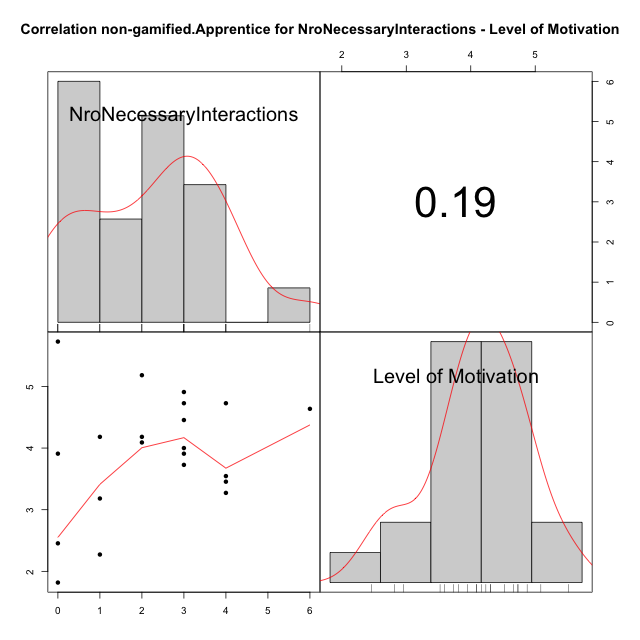 Correlation non-gamified.Apprentice for NroNecessaryInteractions - Level of Motivation
2 3 4 5
NroNecessaryInteractions
0.19
6
5
4
3
2
1
0
Level of Motivation
5
4
3
2
0 1 2 3 4 5 6